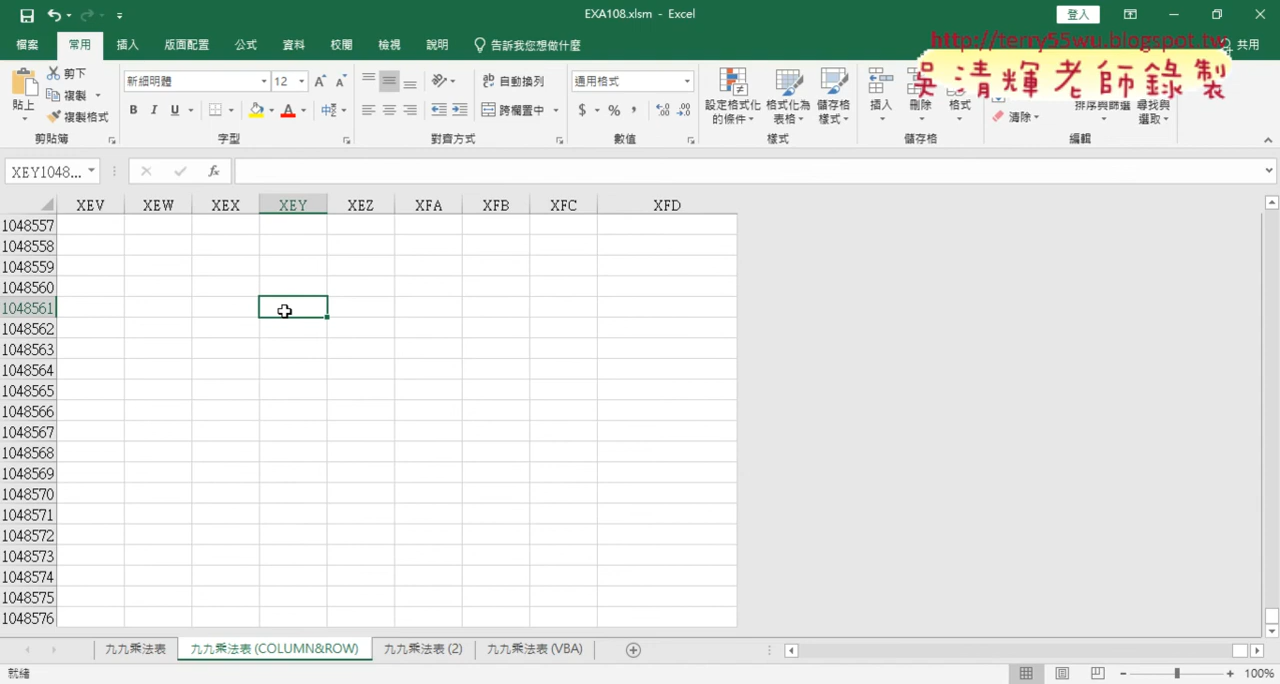 EXA108.xlsm - Excel
登入
http://terry55wu.blogspot.tw
吳清輝老師錄製
檔案 常用 插入 版面配置 公式 資料 校閱 檢視 說明 告訴我您想做什麼 共用
貼上 剪下 複製 複製格式 剪貼簿
新細明體 12 B I U A 字型
自動換列 跨欄置中 對齊方式
通用格式 $ % , 數值
設定格式化的條件 格式化為表格 儲存格樣式 樣式
插入 刪除 格式 儲存格
清除 排序與篩選 尋找與選取 編輯
XEY1048... fx
XEV XEW XEX XEY XEZ XFA XFB XFC XFD
1048557
1048558
1048559
1048560
1048561
1048562
1048563
1048564
1048565
1048566
1048567
1048568
1048569
1048570
1048571
1048572
1048573
1048574
1048575
1048576
九九乘法表 九九乘法表 (COLUMN&ROW) 九九乘法表 (2) 九九乘法表 (VBA)
就緒 100%